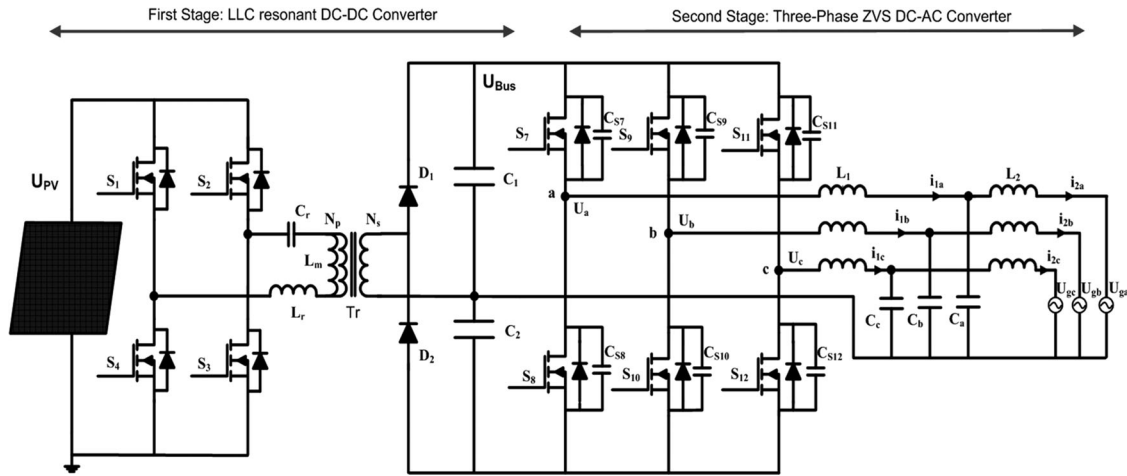 First Stage: LLC resonant DC-DC Converter
Second Stage: Three-Phase ZVS DC-AC Converter
U_Bus
U_PV
S1
S2
S4
S3
Cr
Np
Ns
Lm
Lr
Tr
D1
D2
C1
C2
S7
CS7
S9
CS9
S11
CS11
a
Ua
b
Ub
c
Uc
S8
CS8
S10
CS10
S12
CS12
L1
L2
i1a
i2a
i1b
i2b
i1c
i2c
Cc
Cb
Ca
Ugc
Ugb
Uga